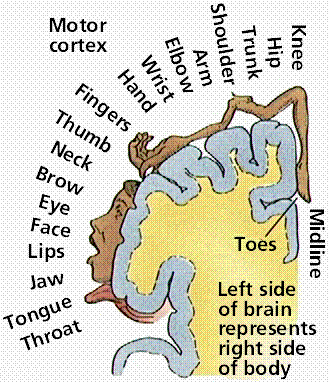 Motor
cortex
Throat
Tongue
Jaw
Lips
Face
Eye
Brow
Neck
Thumb
Fingers
Hand
Wrist
Elbow
Arm
Shoulder
Trunk
Hip
Knee
Midline
Toes
Left side
of brain
represents
right side
of body